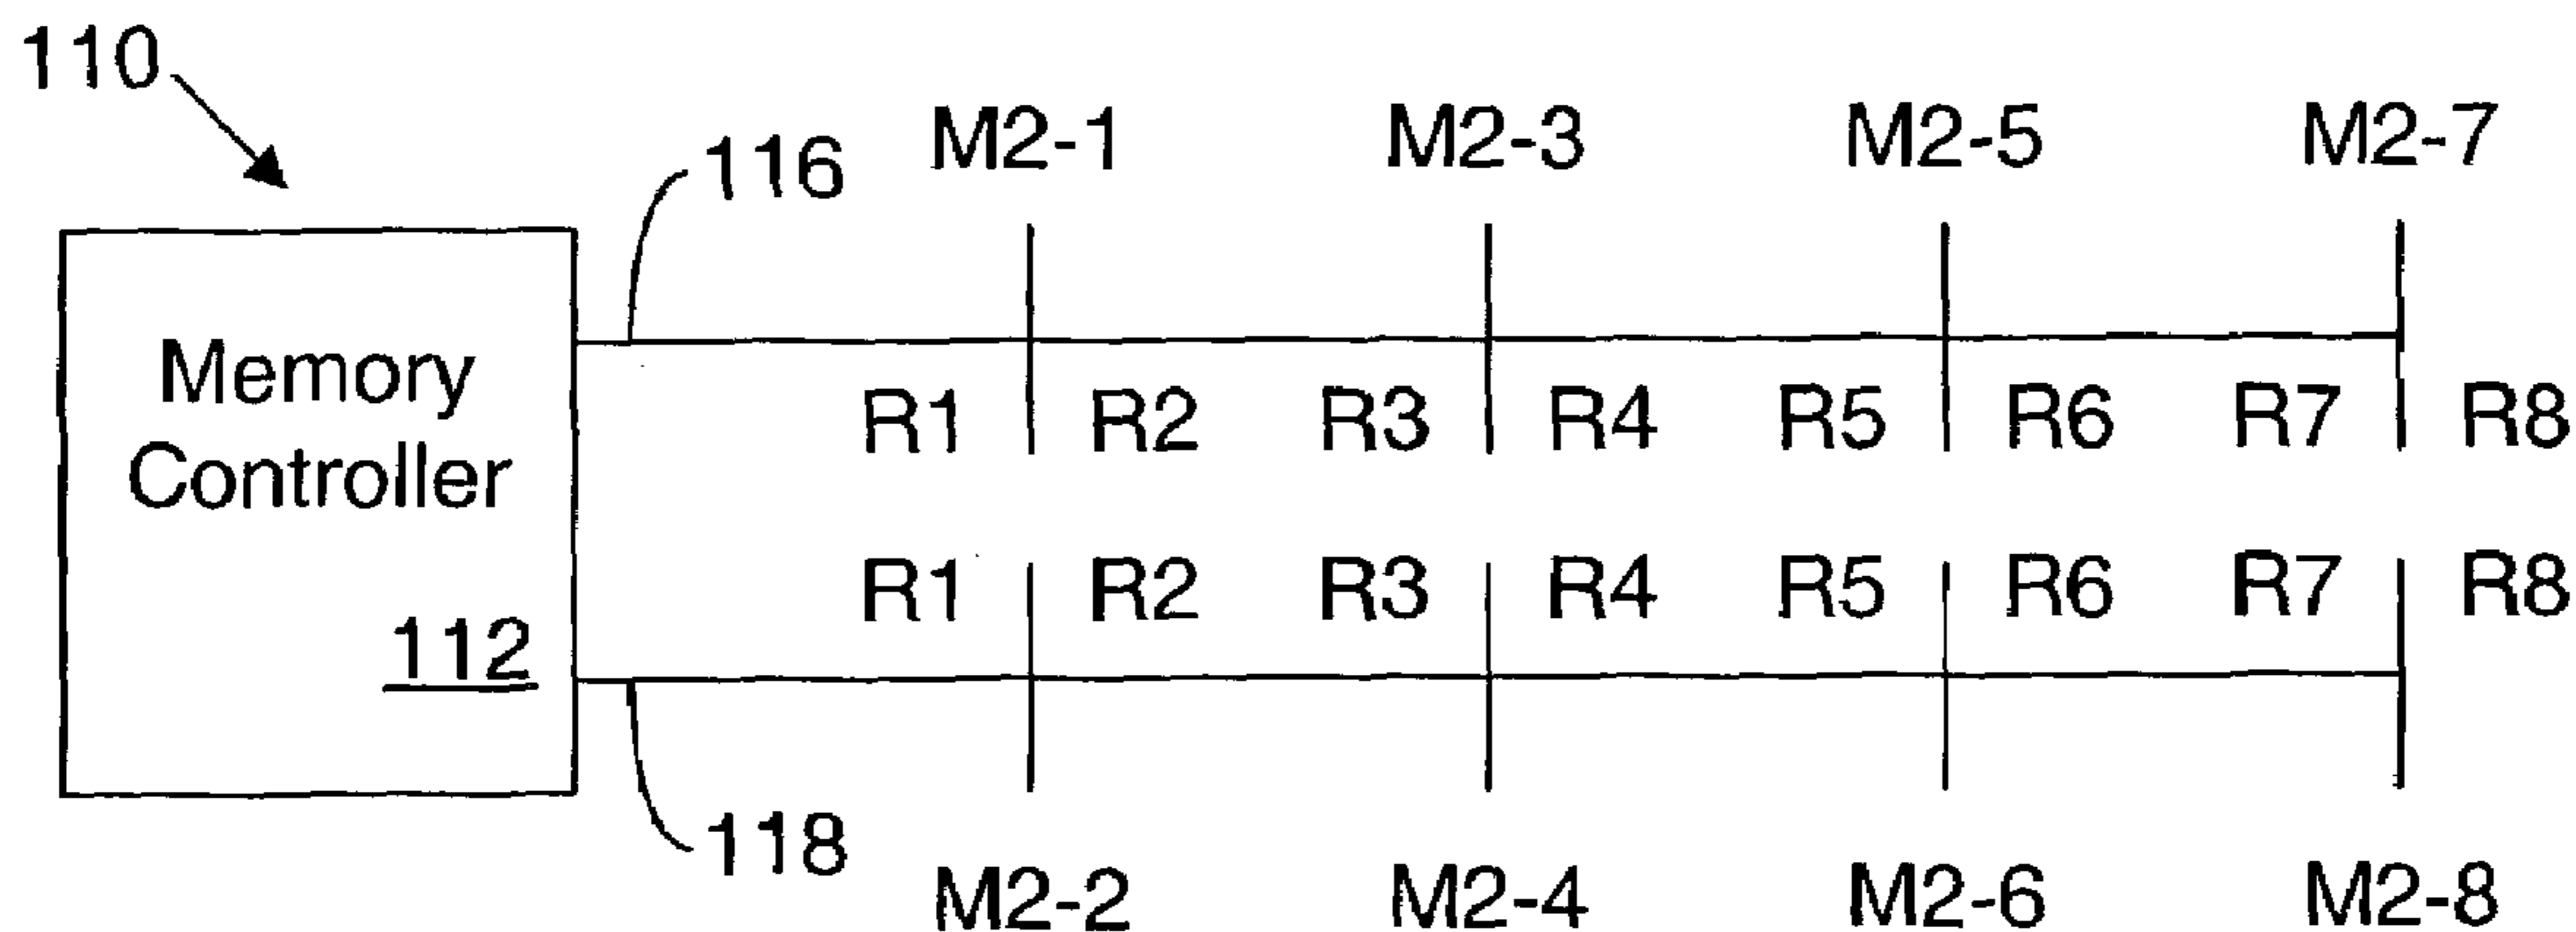 110
116
M2-1 M2-3 M2-5 M2-7
Memory
Controller
112
R1 R2 R3 R4 R5 R6 R7 R8
R1 R2 R3 R4 R5 R6 R7 R8
118
M2-2 M2-4 M2-6 M2-8